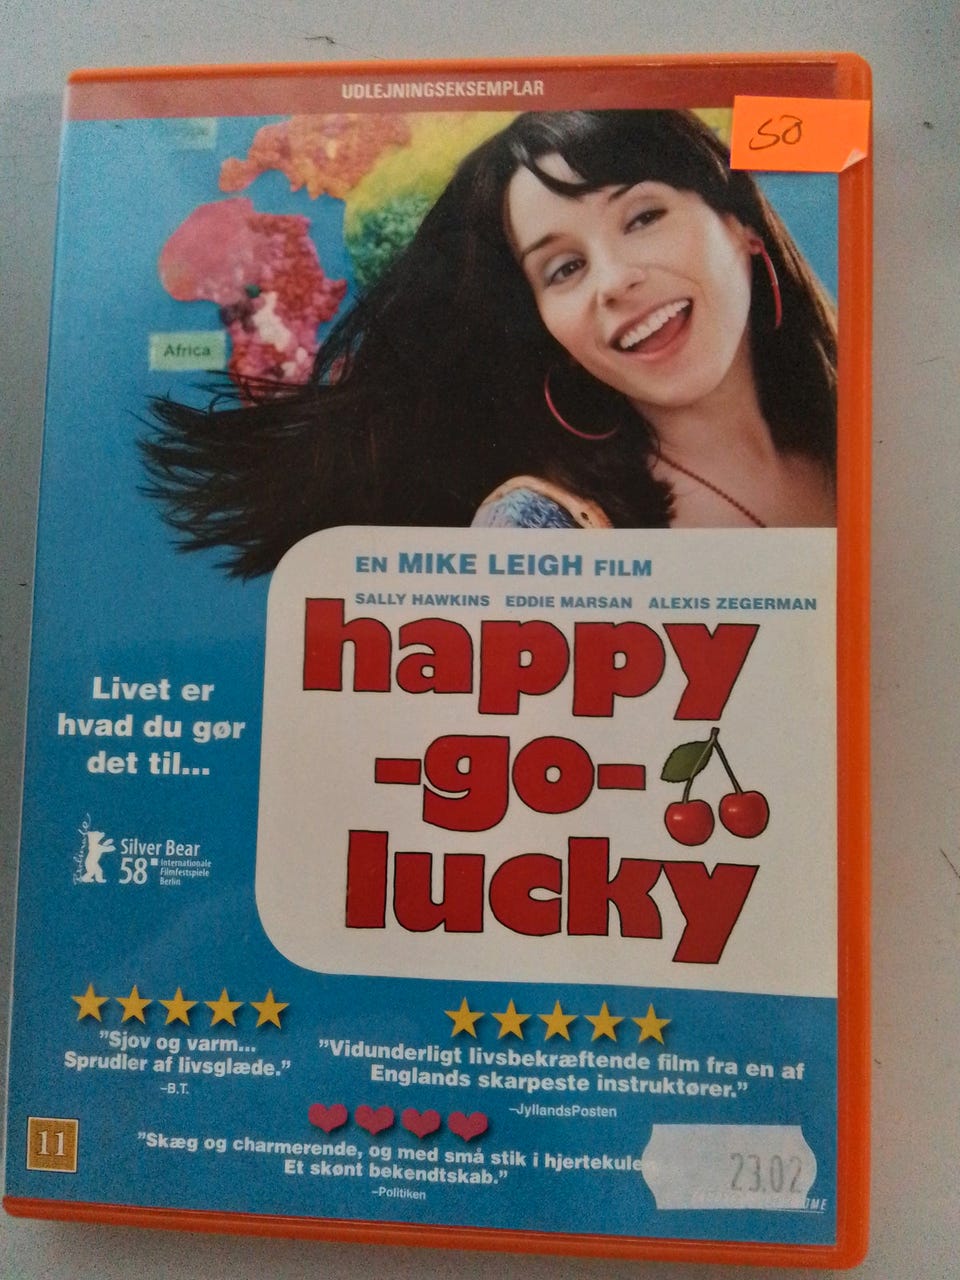 UDLEJNINGSEKSEMPLAR
50
Africa
EN MIKE LEIGH FILM
SALLY HAWKINS EDDIE MARSAN ALEXIS ZEGERMAN
happy
-go-
lucky
Livet er
hvad du gør
det til...
Berlinale
Silver Bear
58 Internationale
Filmfestspiele
Berlin
"Sjov og varm...
Sprudler af livsglæde."
–B.T.
"Vidunderligt livsbekræftende film fra en af
Englands skarpeste instruktører."
–JyllandsPosten
"Skæg og charmerende, og med små stik i hjertekule
Et skønt bekendtskab."
–Politiken
11
23.02